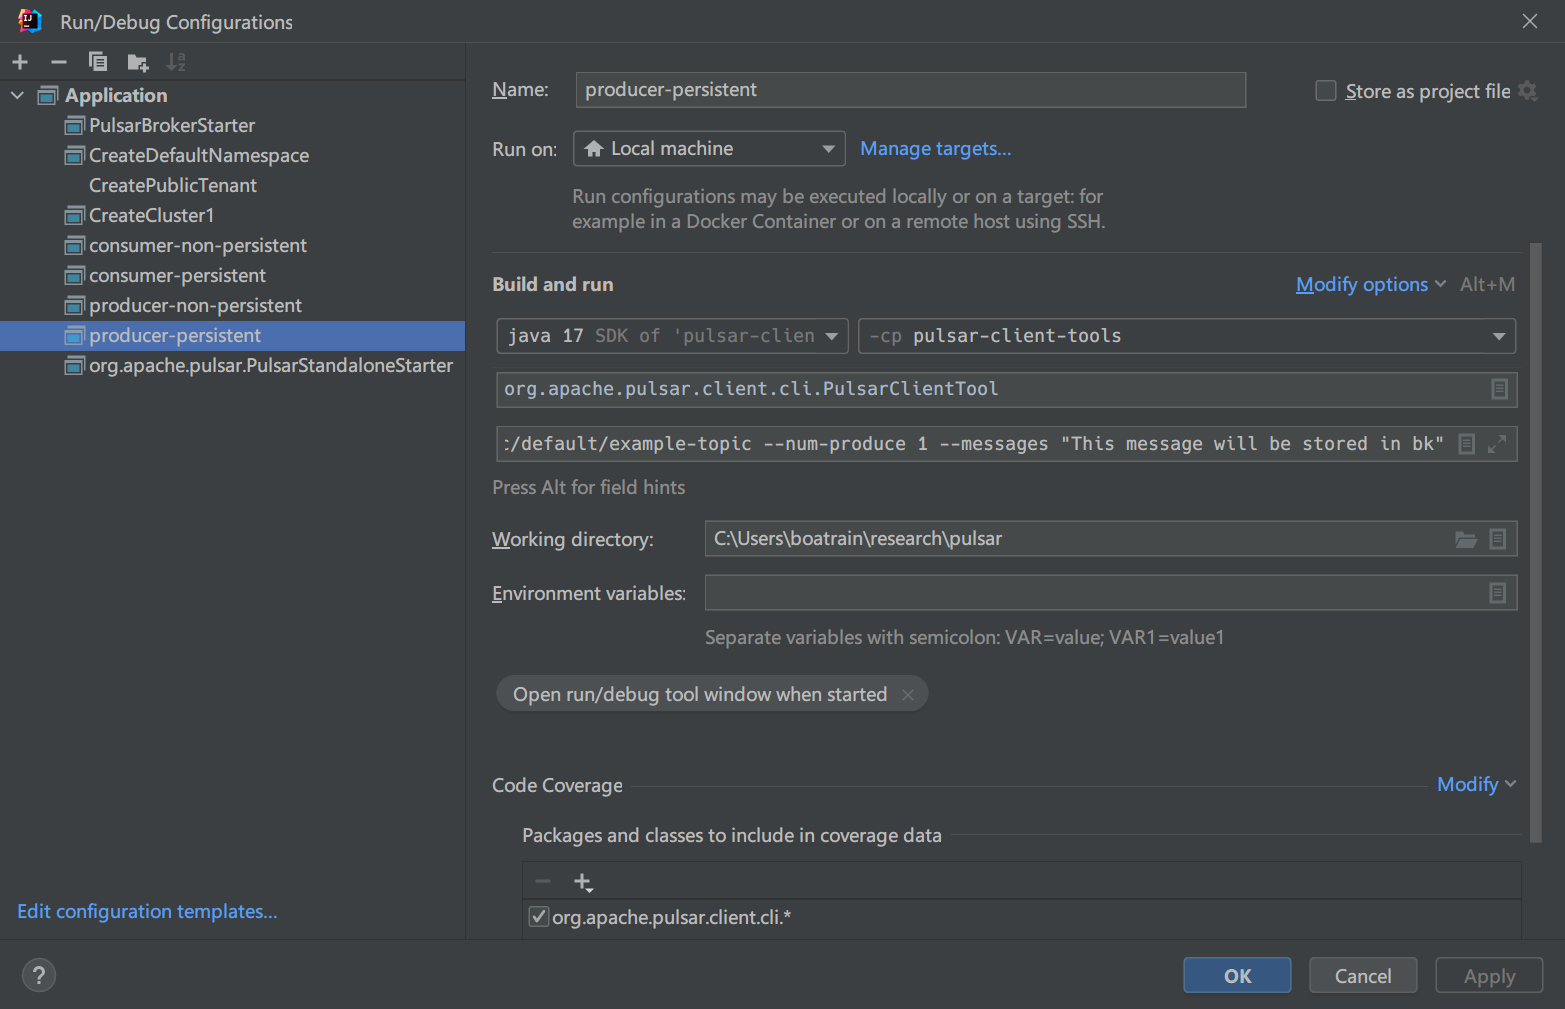 Run/Debug Configurations
Application
PulsarBrokerStarter
CreateDefaultNamespace
CreatePublicTenant
CreateCluster1
consumer-non-persistent
consumer-persistent
producer-non-persistent
producer-persistent
org.apache.pulsar.PulsarStandaloneStarter
Edit configuration templates...
Name: producer-persistent Store as project file
Run on: Local machine Manage targets...
Run configurations may be executed locally or on a target: for
example in a Docker Container or on a remote host using SSH.
Build and run Modify options Alt+M
java 17 SDK of 'pulsar-clien -cp pulsar-client-tools
org.apache.pulsar.client.cli.PulsarClientTool
/default/example-topic --num-produce 1 --messages "This message will be stored in bk"
Press Alt for field hints
Working directory: C:\Users\boatrain\research\pulsar
Environment variables:
Separate variables with semicolon: VAR=value; VAR1=value1
Open run/debug tool window when started
Code Coverage Modify
Packages and classes to include in coverage data
org.apache.pulsar.client.cli.*
? OK Cancel Apply